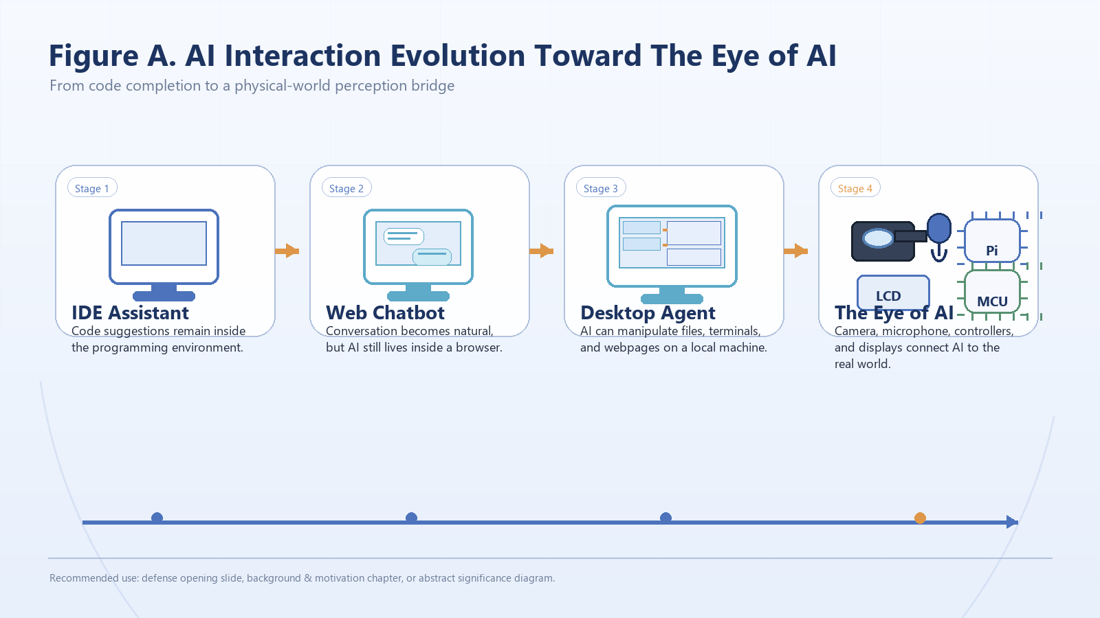 Figure A. AI Interaction Evolution Toward The Eye of AI
From code completion to a physical-world perception bridge
Stage 1
IDE Assistant
Code suggestions remain inside
the programming environment.
Stage 2
Web Chatbot
Conversation becomes natural,
but AI still lives inside a browser.
Stage 3
Desktop Agent
AI can manipulate files, terminals,
and webpages on a local machine.
Stage 4
Pi
LCD
MCU
The Eye of AI
Camera, microphone, controllers,
and displays connect AI to the
real world.
Recommended use: defense opening slide, background & motivation chapter, or abstract significance diagram.